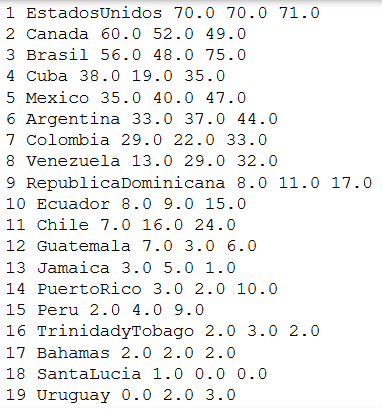 1 EstadosUnidos 70.0 70.0 71.0
2 Canada 60.0 52.0 49.0
3 Brasil 56.0 48.0 75.0
4 Cuba 38.0 19.0 35.0
5 Mexico 35.0 40.0 47.0
6 Argentina 33.0 37.0 44.0
7 Colombia 29.0 22.0 33.0
8 Venezuela 13.0 29.0 32.0
9 RepublicaDominicana 8.0 11.0 17.0
10 Ecuador 8.0 9.0 15.0
11 Chile 7.0 16.0 24.0
12 Guatemala 7.0 3.0 6.0
13 Jamaica 3.0 5.0 1.0
14 PuertoRico 3.0 2.0 10.0
15 Peru 2.0 4.0 9.0
16 TrinidadyTobago 2.0 3.0 2.0
17 Bahamas 2.0 2.0 2.0
18 SantaLucia 1.0 0.0 0.0
19 Uruguay 0.0 2.0 3.0